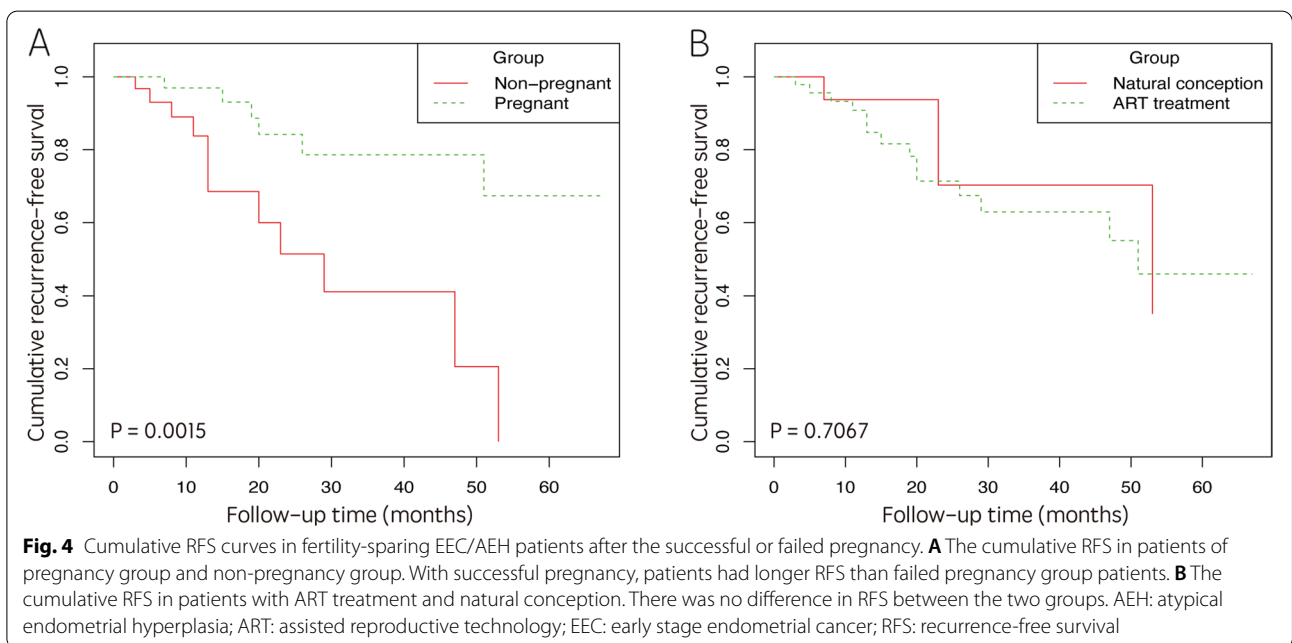 A
Group
Non-pregnant
Pregnant
Cumulative recurrence-free surval
1.0
0.8
0.6
0.4
0.2
0.0
P = 0.0015
0 10 20 30 40 50 60
Follow-up time (months)
B
Group
Natural conception
ART treatment
Cumulative recurrence-free surval
1.0
0.8
0.6
0.4
0.2
0.0
P = 0.7067
0 10 20 30 40 50 60
Follow-up time (months)
Fig. 4 Cumulative RFS curves in fertility-sparing EEC/AEH patients after the successful or failed pregnancy. A The cumulative RFS in patients of
pregnancy group and non-pregnancy group. With successful pregnancy, patients had longer RFS than failed pregnancy group patients. B The
cumulative RFS in patients with ART treatment and natural conception. There was no difference in RFS between the two groups. AEH: atypical
endometrial hyperplasia; ART: assisted reproductive technology; EEC: early stage endometrial cancer; RFS: recurrence-free survival